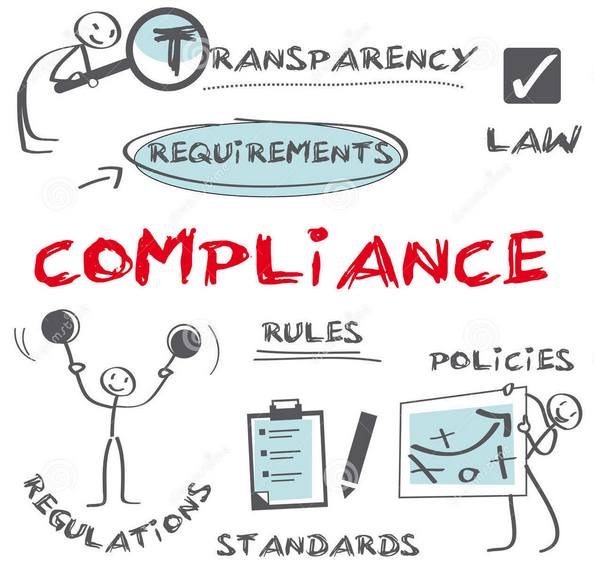 TRANSPARENCY
LAW
REQUiREMENTS
COMPLiANCE
RULES
POLiCiES
REGULATiONS
STANDARDS